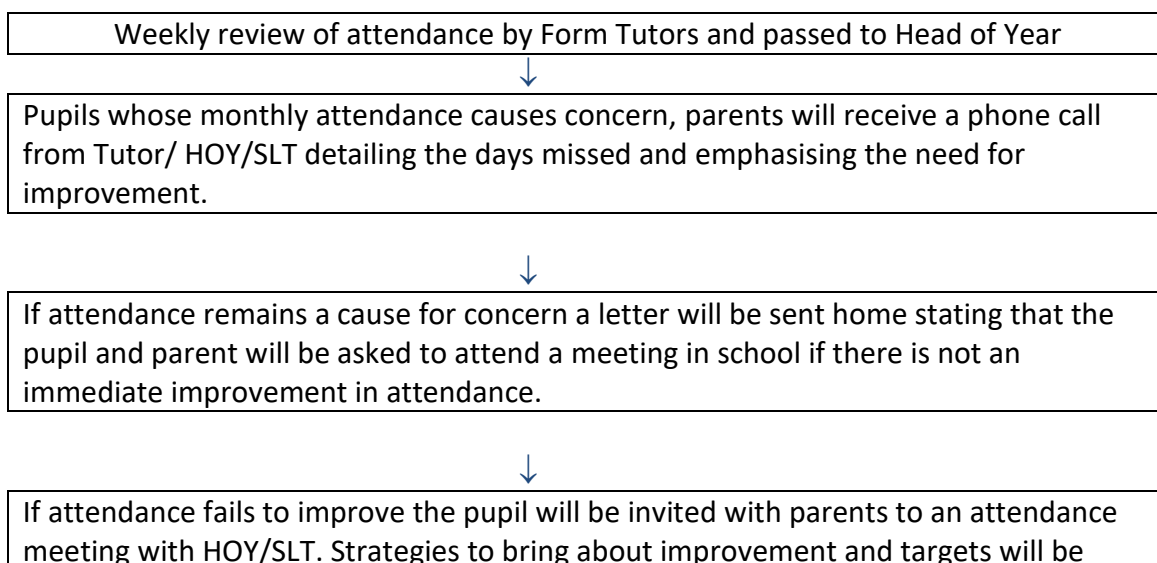 Weekly review of attendance by Form Tutors and passed to Head of Year
↓
Pupils whose monthly attendance causes concern, parents will receive a phone call
from Tutor/ HOY/SLT detailing the days missed and emphasising the need for
improvement.
↓
If attendance remains a cause for concern a letter will be sent home stating that the
pupil and parent will be asked to attend a meeting in school if there is not an
immediate improvement in attendance.
↓
If attendance fails to improve the pupil will be invited with parents to an attendance
meeting with HOY/SLT. Strategies to bring about improvement and targets will be